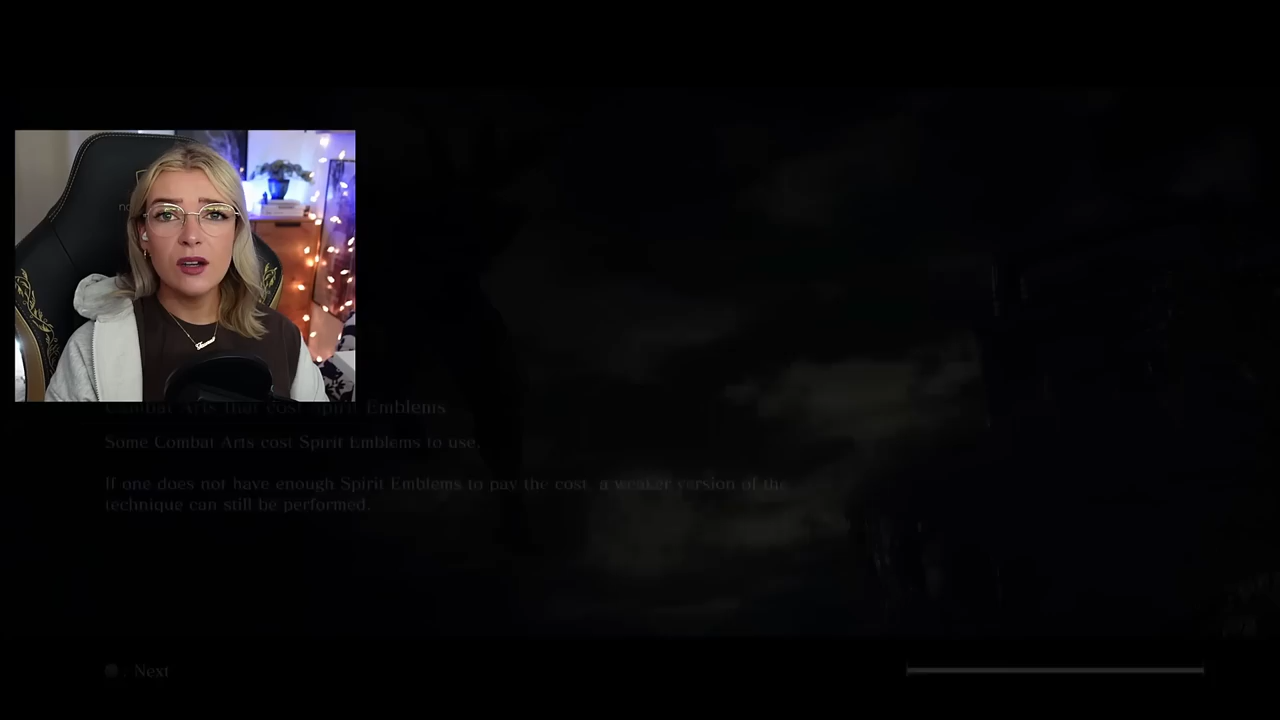 Combat Arts that cost Spirit Emblems
Some Combat Arts cost Spirit Emblems to use.
If one does not have enough Spirit Emblems to pay the cost, a weaker version of the
technique can still be performed.
Next